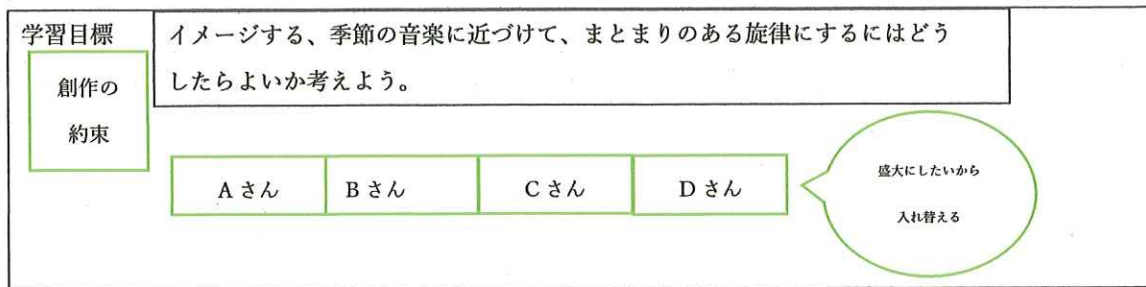 学習目標
イメージする、季節の音楽に近づけて、まとまりのある旋律にするにはどう
したらよいか考えよう。
創作の
約束
Aさん
Bさん
Cさん
Dさん
盛大にしたいから
入れ替える